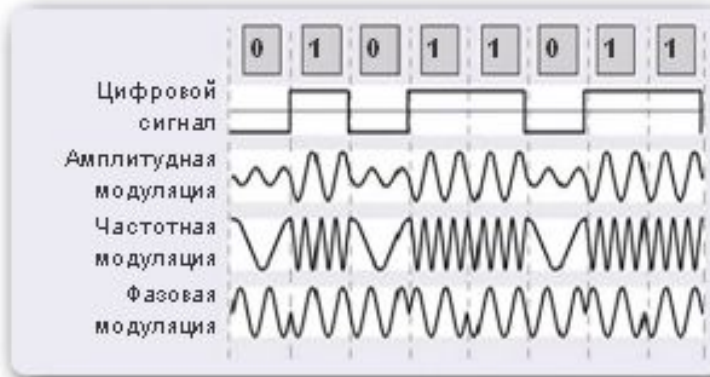 0 1 0 1 1 0 1 1
Цифровой
сигнал
Амплитудная
модуляция
Частотная
модуляция
Фазовая
модуляция